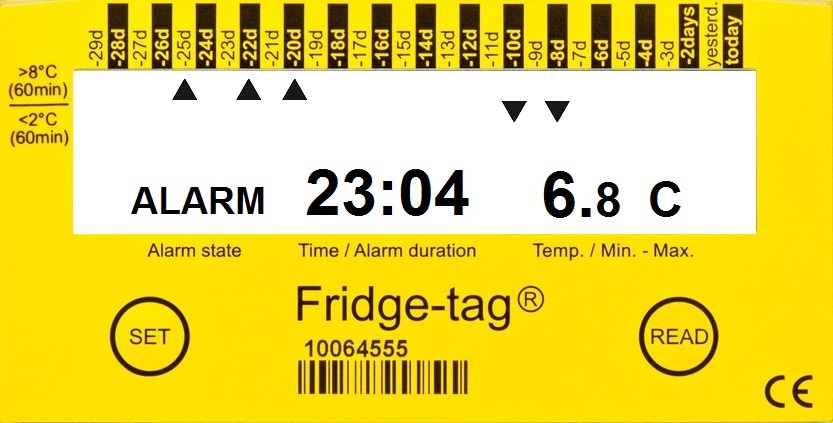 -29d -28d -27d -26d -25d -24d -23d -22d -21d -20d -19d -18d -17d -16d -15d -14d -13d -12d -11d -10d -9d -8d -7d -6d -5d -4d -3d -2days yesterd. today
>8°C
(60min)
<2°C
(60min)
ALARM 23:04 6.8 C
Alarm state Time / Alarm duration Temp. / Min. - Max.
Fridge-tag®
SET READ
10064555
CE